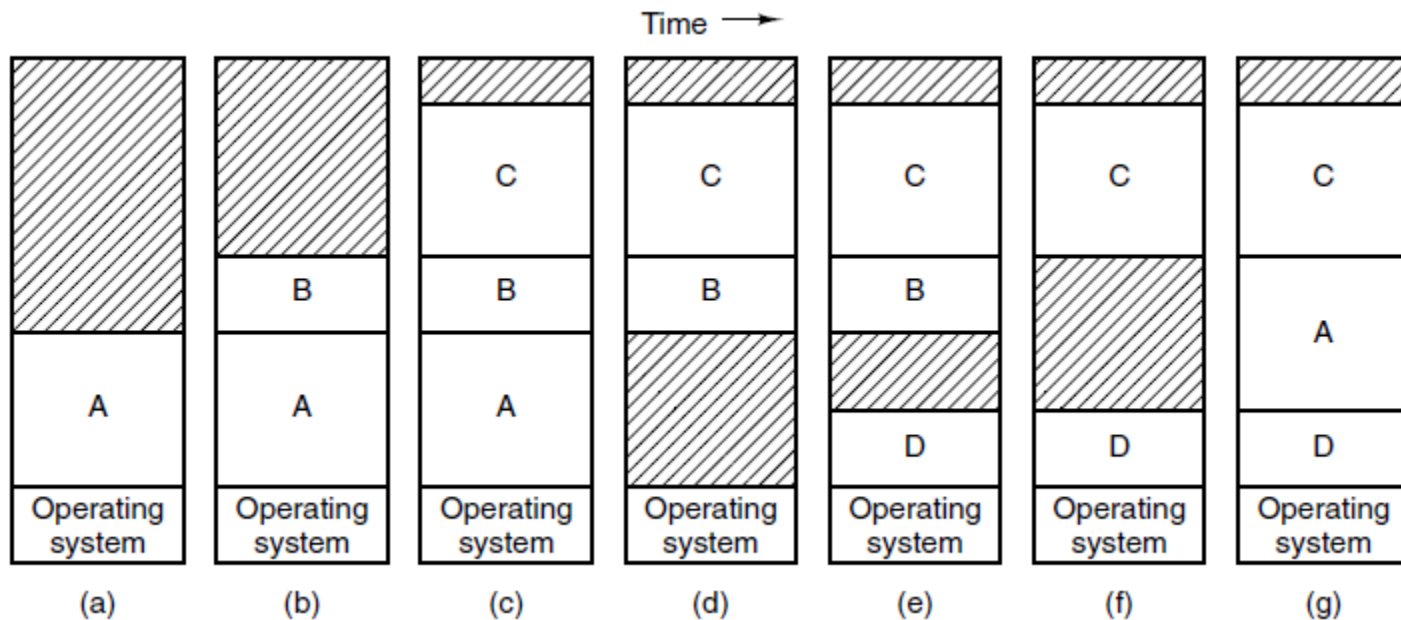 Time
C C C C C
B B B B
A
A A A
D D D
Operating system Operating system Operating system Operating system Operating system Operating system Operating system
(a) (b) (c) (d) (e) (f) (g)